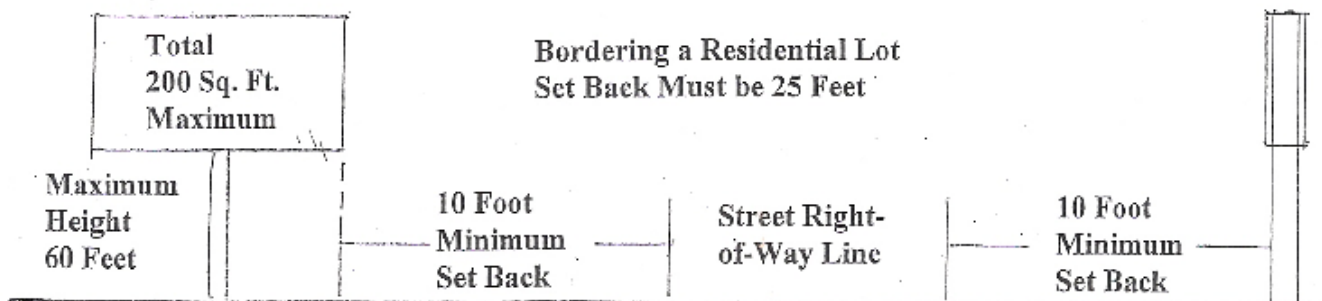 Total
200 Sq. Ft.
Maximum
Bordering a Residential Lot
Set Back Must be 25 Feet
Maximum
Height
60 Feet
10 Foot
Minimum
Set Back
Street Right-
of-Way Line
10 Foot
Minimum
Set Back